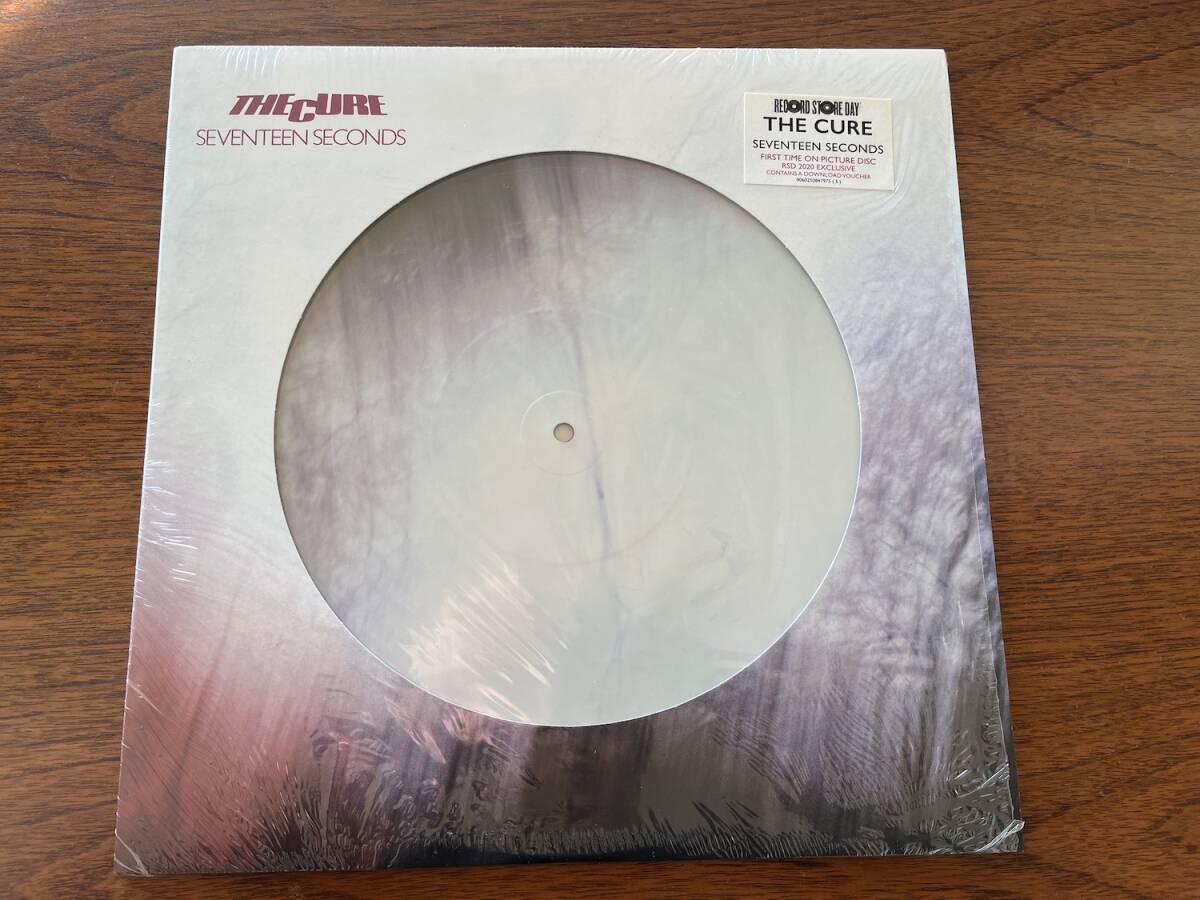 THE CURE
SEVENTEEN SECONDS
RECORD STORE DAY
THE CURE
SEVENTEEN SECONDS
FIRST TIME ON PICTURE DISC
RSD 2020 EXCLUSIVE
CONTAINS A DOWNLOAD VOUCHER
0060250847975 ( S )